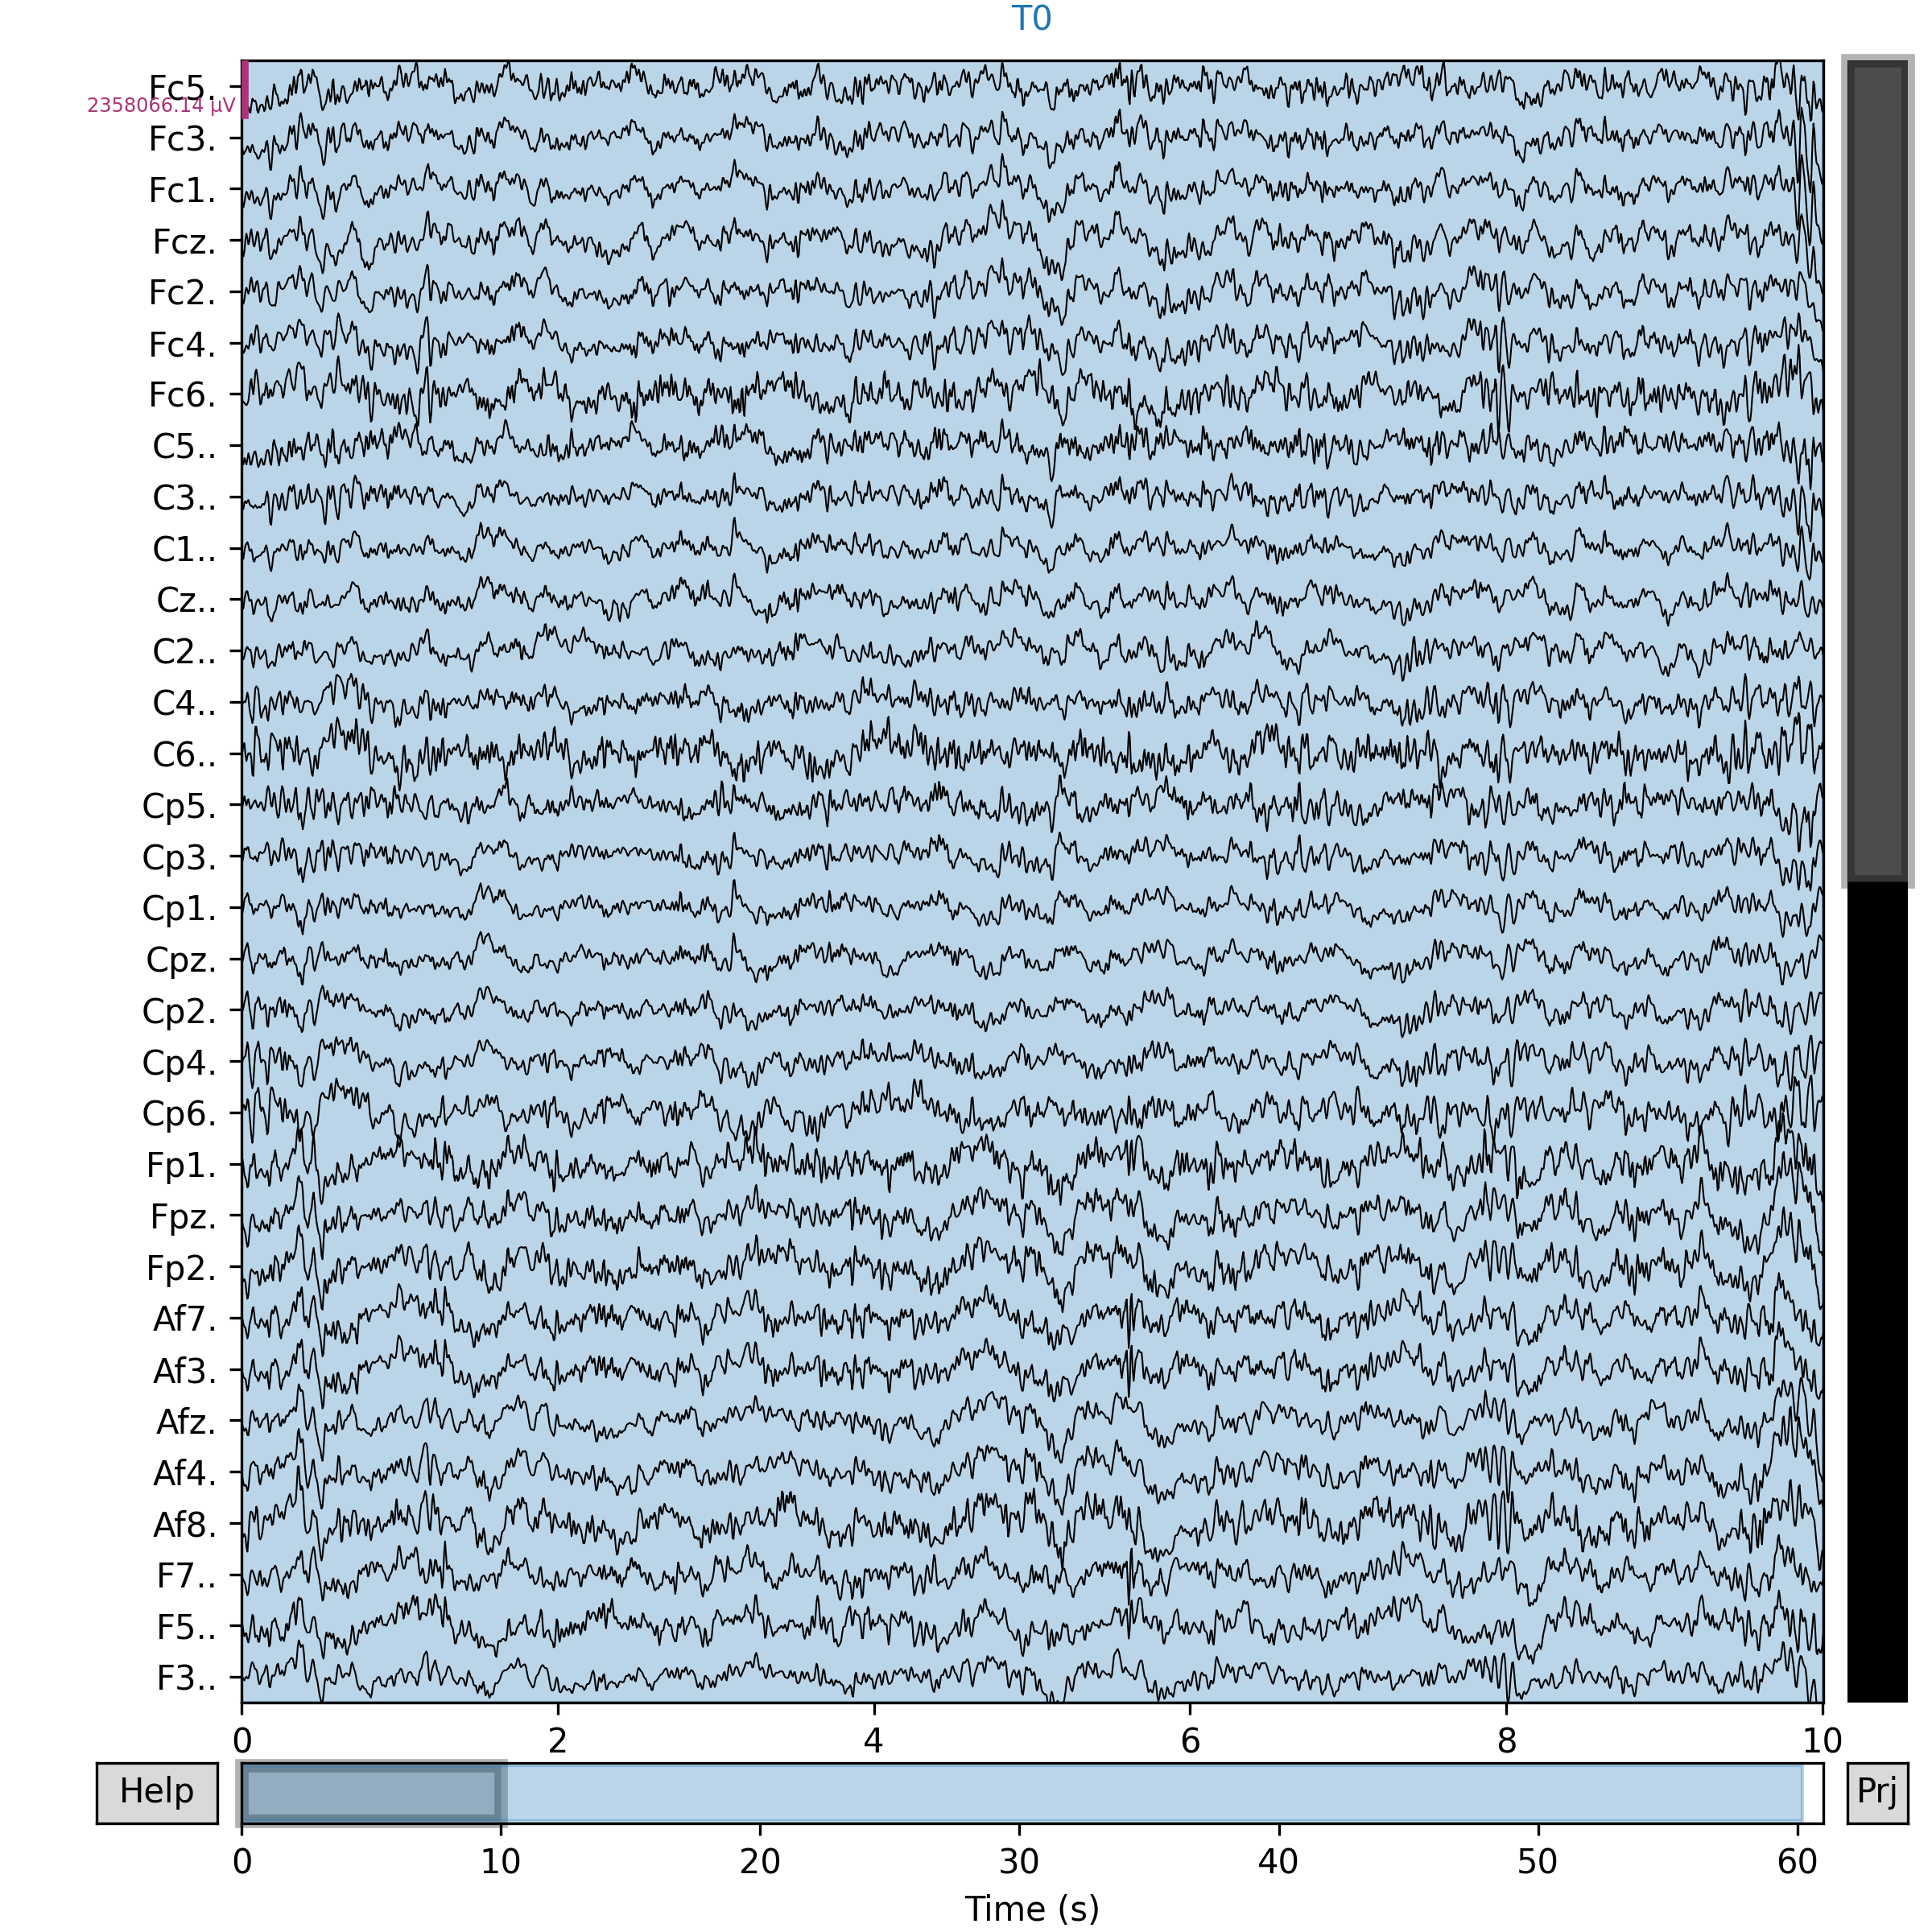 T0
Fc5.
2358066.14 µV
Fc3.
Fc1.
Fcz.
Fc2.
Fc4.
Fc6.
C5..
C3..
C1..
Cz..
C2..
C4..
C6..
Cp5.
Cp3.
Cp1.
Cpz.
Cp2.
Cp4.
Cp6.
Fp1.
Fpz.
Fp2.
Af7.
Af3.
Afz.
Af4.
Af8.
F7..
F5..
F3..
0 2 4 6 8 10
Help Prj
0 10 20 30 40 50 60
Time (s)